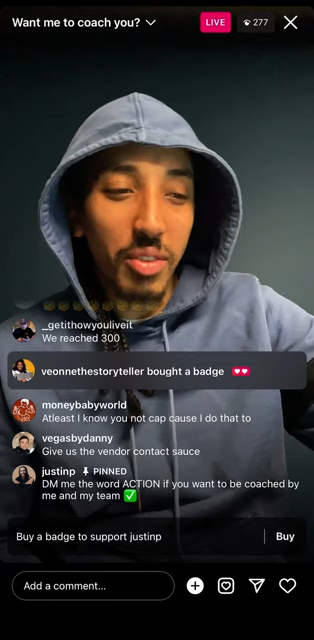 Want me to coach you?
LIVE
277
_getithowyouliveit
We reached 300
veonnethestoryteller bought a badge
moneybabyworld
Atleast I know you not cap cause I do that to
vegasbydanny
Give us the vendor contact sauce
justinp PINNED
DM me the word ACTION if you want to be coached by
me and my team ✅
Buy a badge to support justinp
Buy
Add a comment...